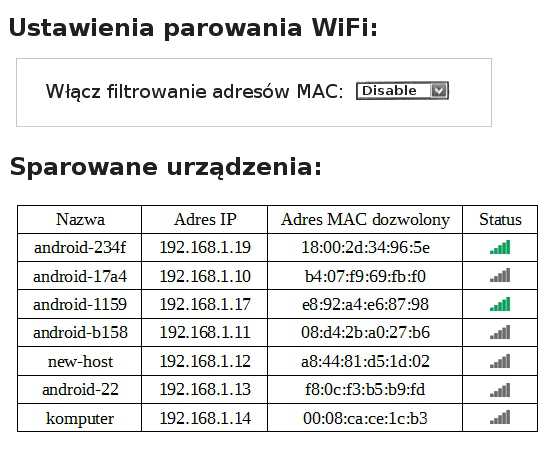 Ustawienia parowania WiFi:
Włącz filtrowanie adresów MAC: Disable
Sparowane urządzenia:
Nazwa Adres IP Adres MAC dozwolony Status
android-234f 192.168.1.19 18:00:2d:34:96:5e
android-17a4 192.168.1.10 b4:07:f9:69:fb:f0
android-1159 192.168.1.17 e8:92:a4:e6:87:98
android-b158 192.168.1.11 08:d4:2b:a0:27:b6
new-host 192.168.1.12 a8:44:81:d5:1d:02
android-22 192.168.1.13 f8:0c:f3:b5:b9:fd
komputer 192.168.1.14 00:08:ca:ce:1c:b3